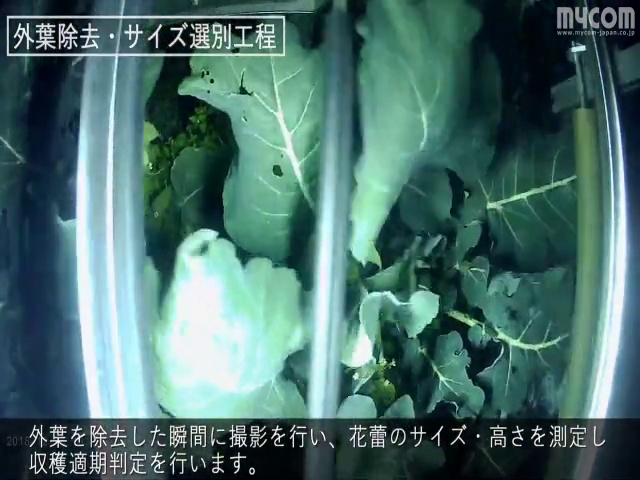 外葉除去・サイズ選別工程
mycom
www.mycom-japan.co.jp
外葉を除去した瞬間に撮影を行い、花蕾のサイズ・高さを測定し
収穫適期判定を行います。